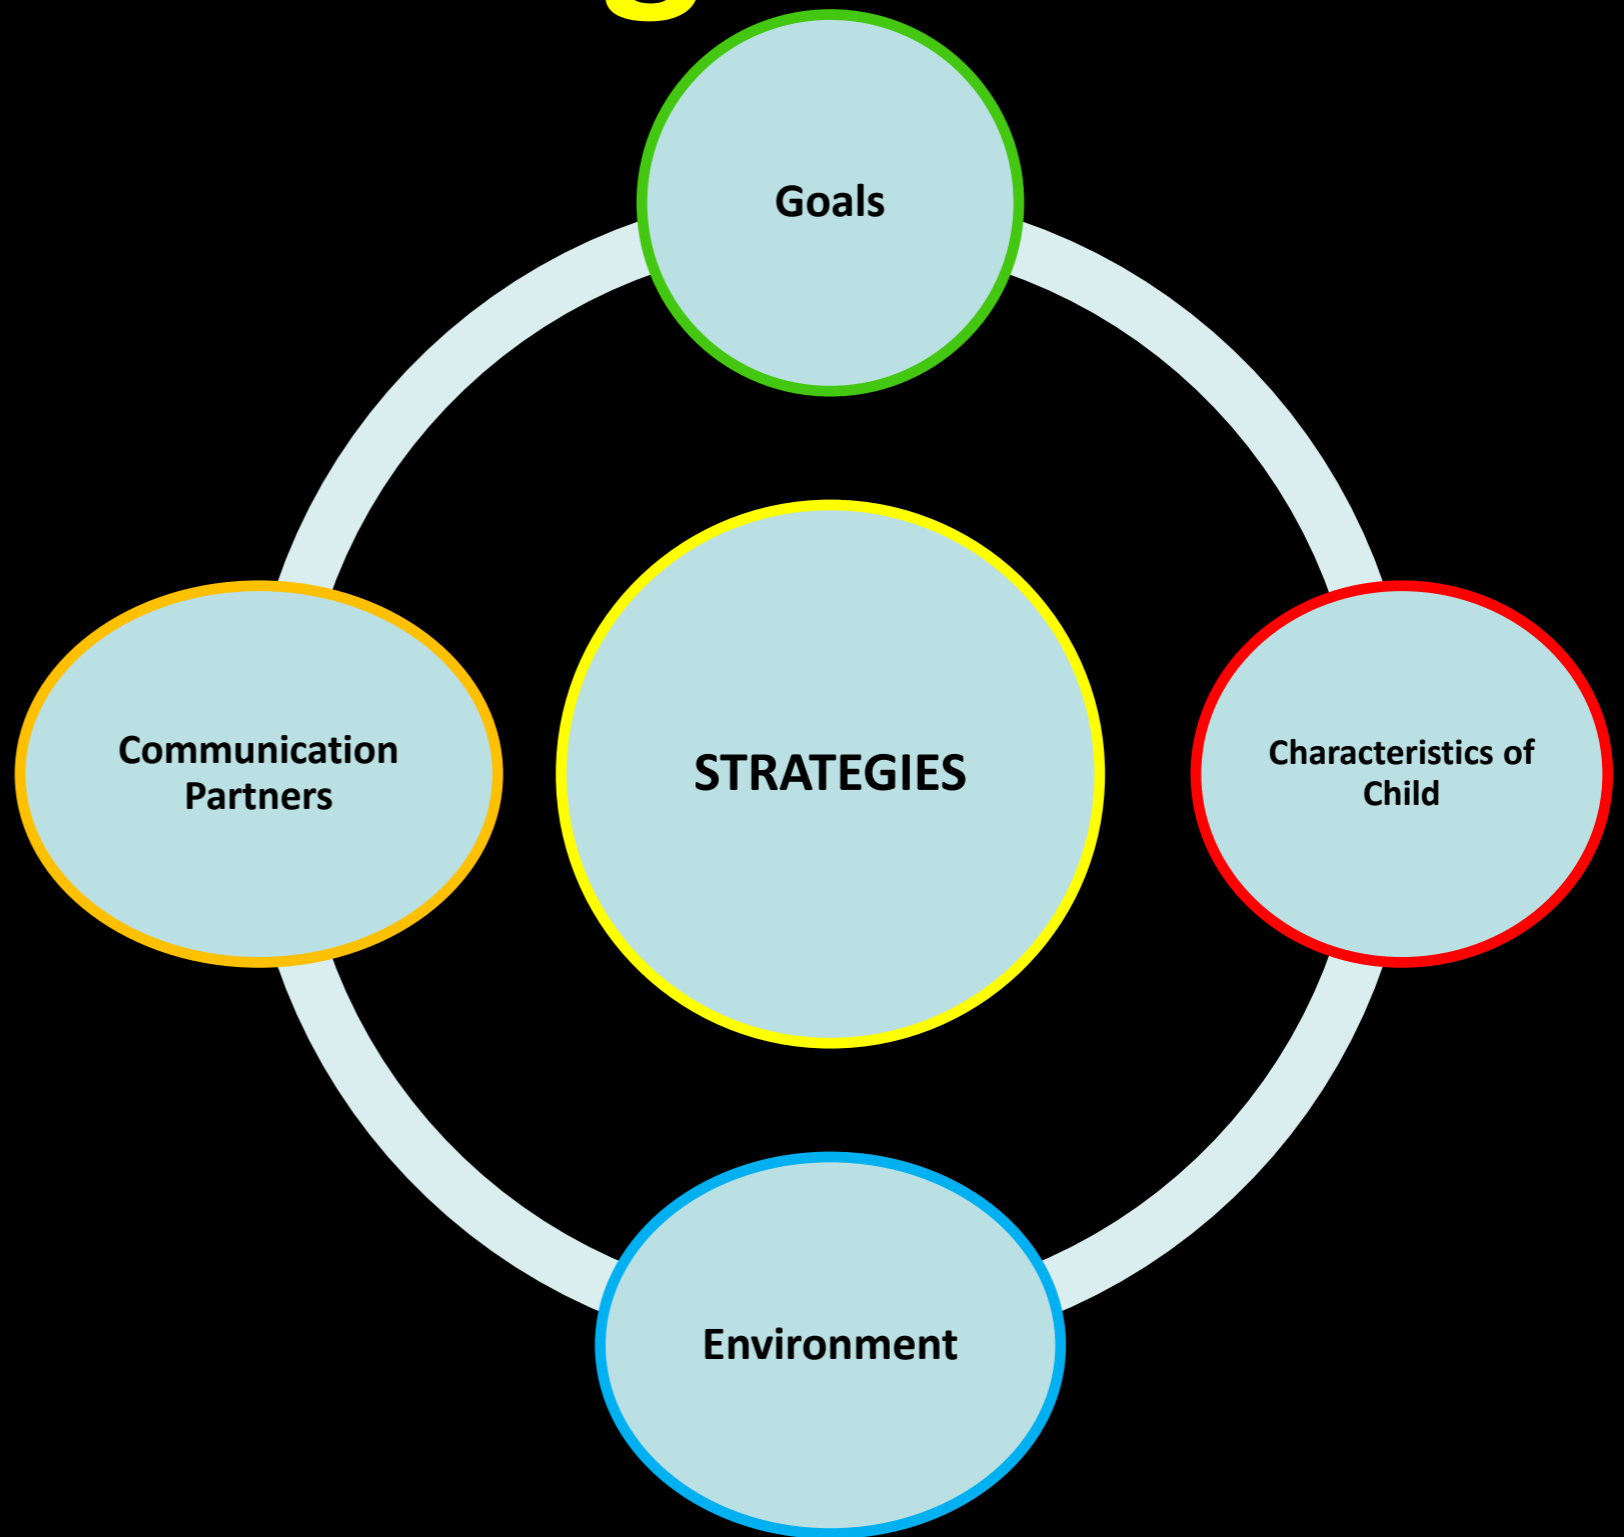 Goals
Communication
Partners
STRATEGIES
Characteristics of
Child
Environment